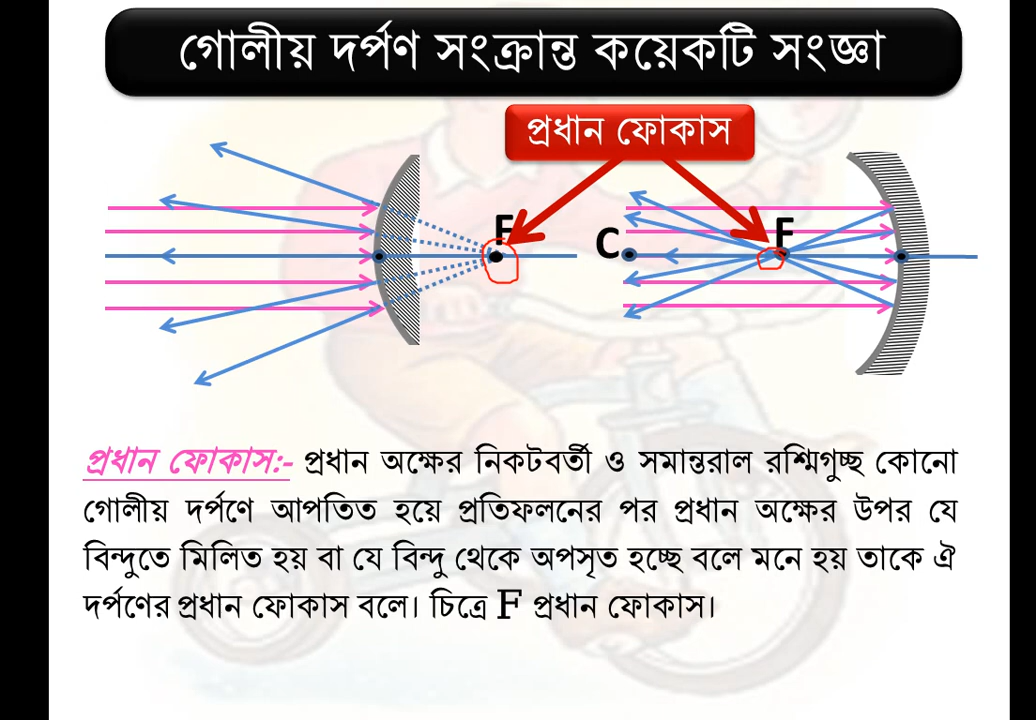 গোলীয় দর্পণ সংক্রান্ত কয়েকটি সংজ্ঞা
প্রধান ফোকাস
F
C
F
প্রধান ফোকাস:- প্রধান অক্ষের নিকটবর্তী ও সমান্তরাল রশ্মিগুচ্ছ কোনো
গোলীয় দর্পণে আপতিত হয়ে প্রতিফলনের পর প্রধান অক্ষের উপর যে
বিন্দুতে মিলিত হয় বা যে বিন্দু থেকে অপসৃত হচ্ছে বলে মনে হয় তাকে ঐ
দর্পণের প্রধান ফোকাস বলে। চিত্রে F প্রধান ফোকাস।